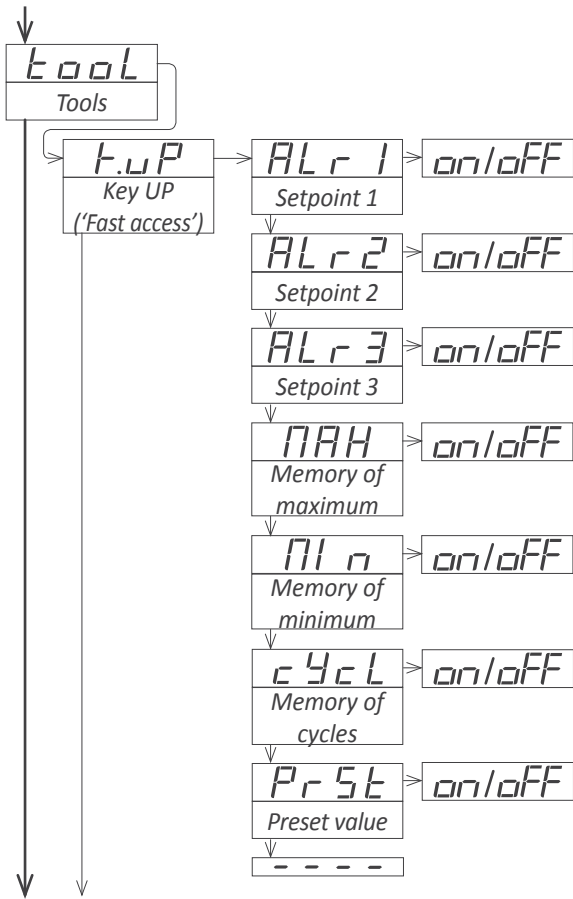 tooL
Tools
K.uP
Key UP
(‘Fast access’)
ALr1
on/oFF
Setpoint 1
ALr2
on/oFF
Setpoint 2
ALr3
on/oFF
Setpoint 3
MAX
on/oFF
Memory of
maximum
MIn
on/oFF
Memory of
minimum
cYcL
on/oFF
Memory of
cycles
PrSt
on/oFF
Preset value
----